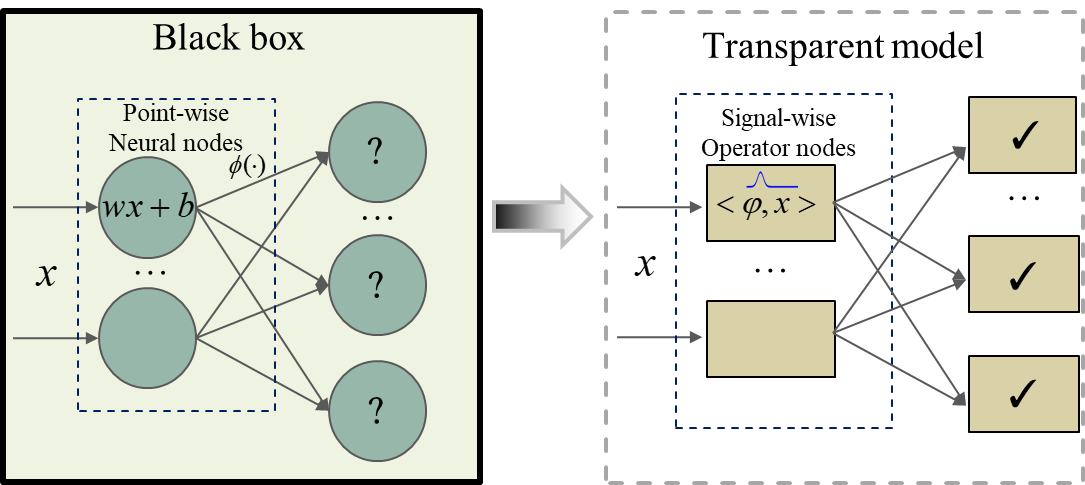 Black box
Point-wise
Neural nodes
ϕ(·)
wx + b
...
x
?
...
?
?
Transparent model
Signal-wise
Operator nodes
< φ, x >
...
x
✓
...
✓
✓